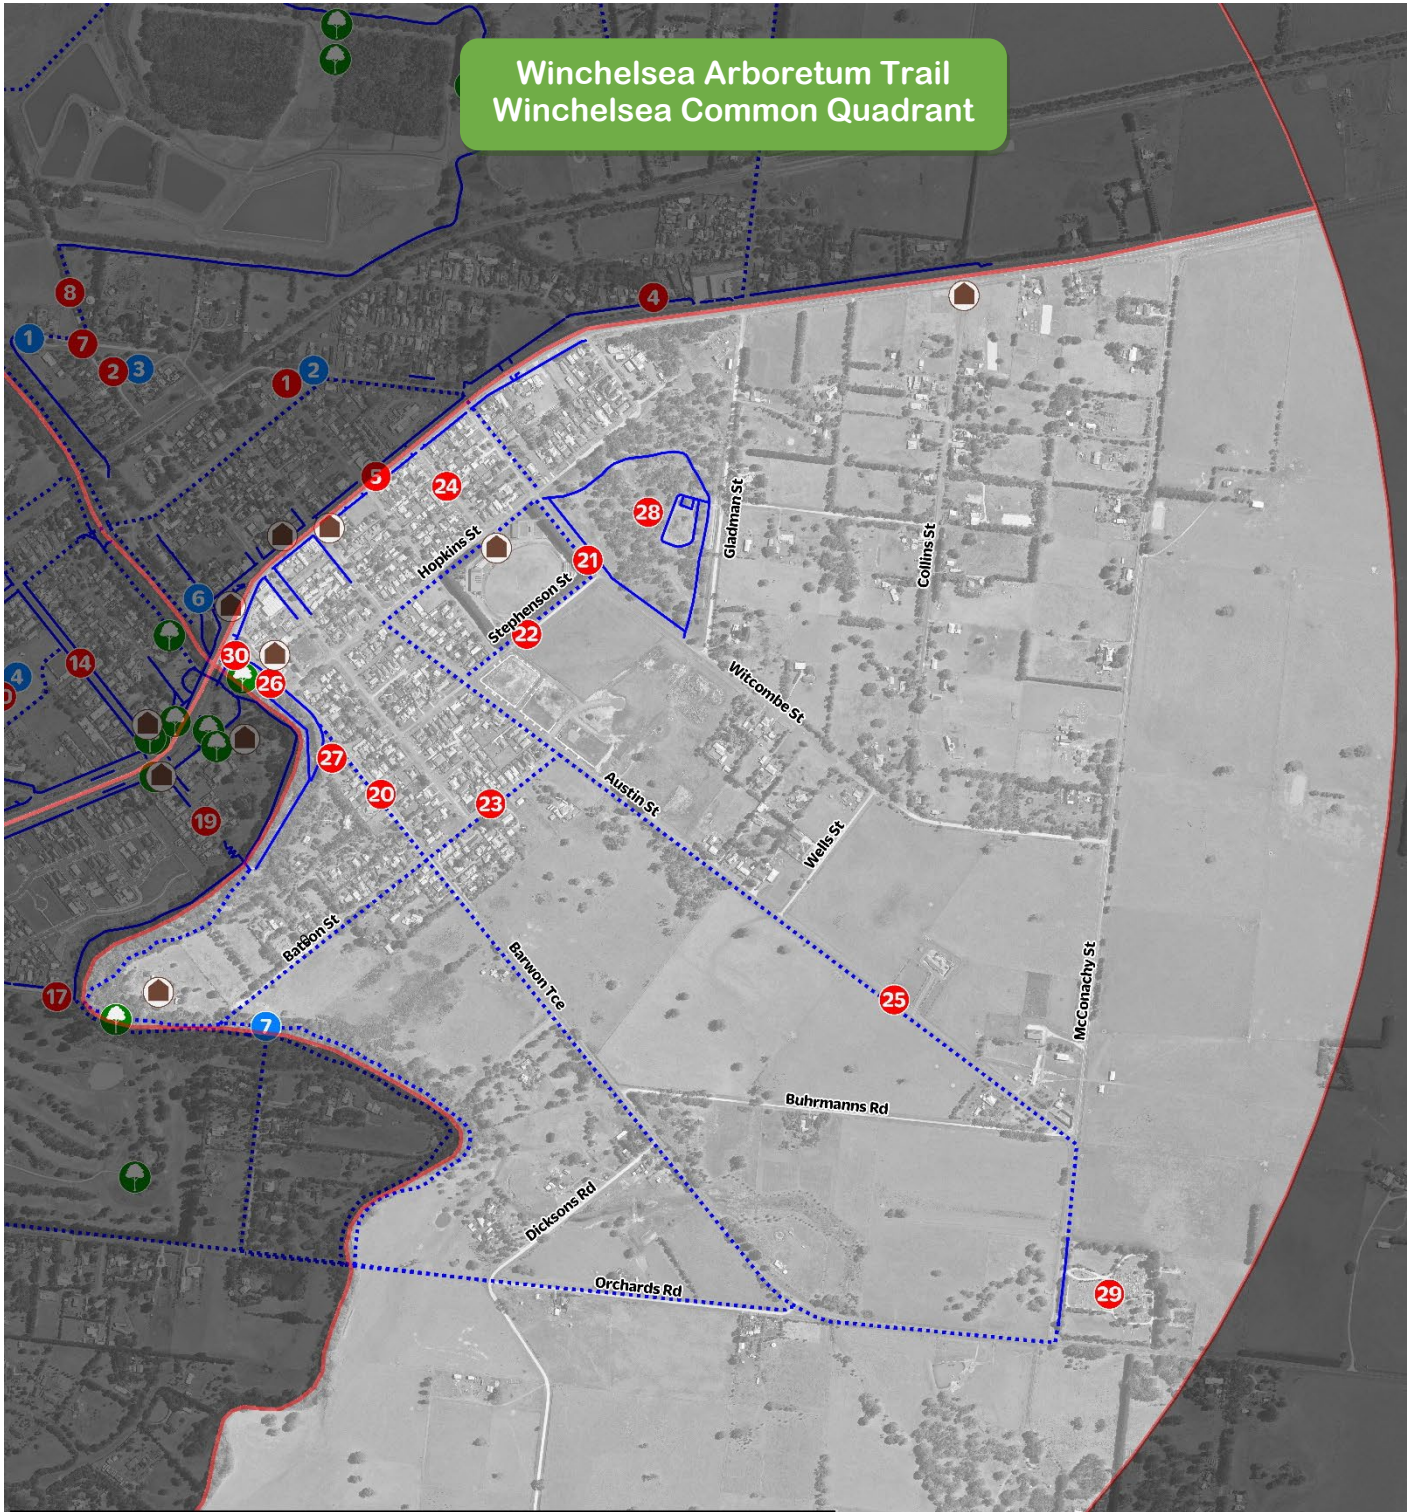 Winchelsea Arboretum Trail
Winchelsea Common Quadrant
8
4
1
7
2
3
1
2
5
24
28
Gladman St
Hopkins St
Collins St
21
Stephenson St
6
22
30
14
4
26
Witcombe St
27
20
23
Austin St
19
Wells St
Batson St
Barwon Tce
McConachy St
17
25
7
Buhrmanns Rd
Dicksons Rd
Orchards Rd
29